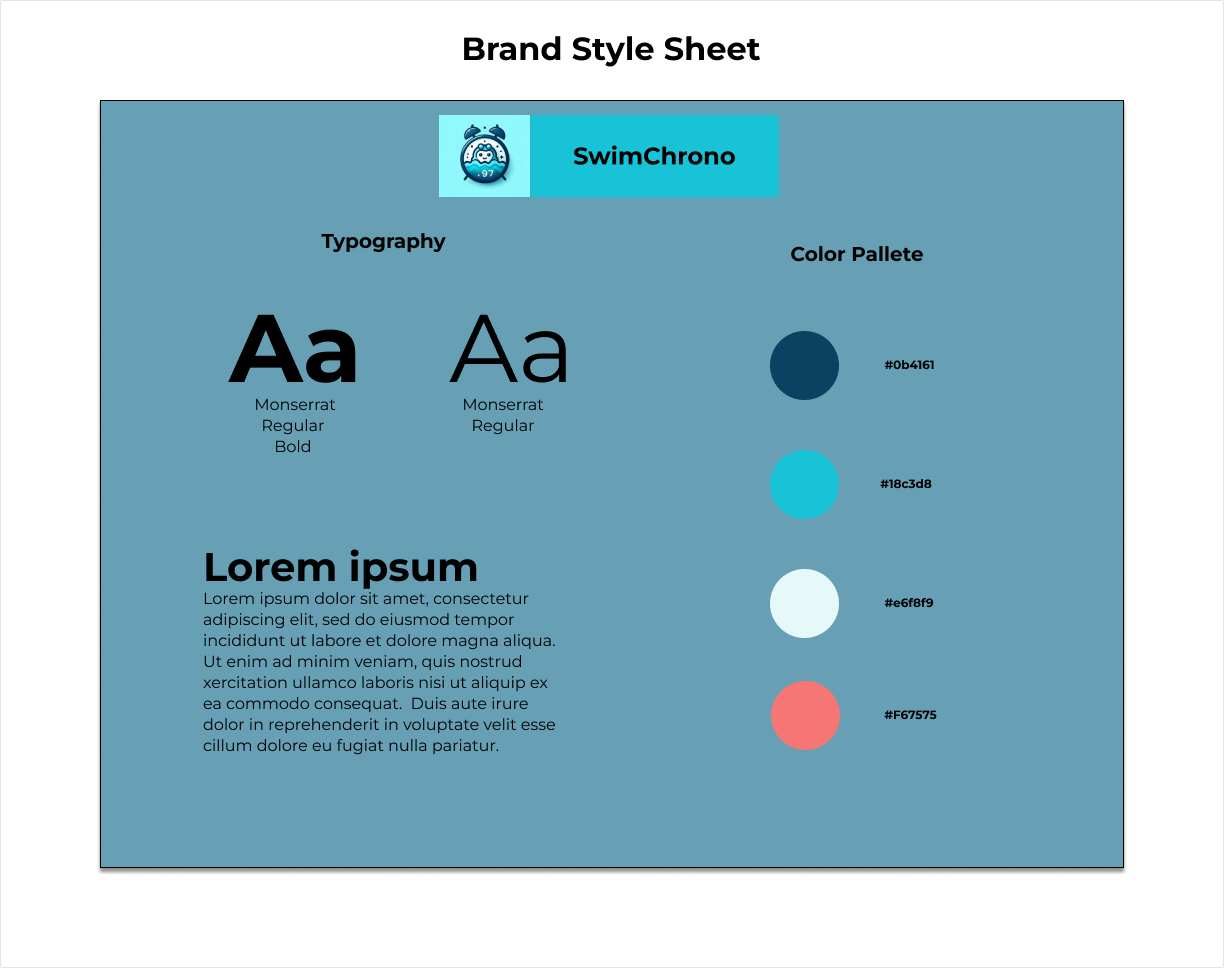 Brand Style Sheet
.97
SwimChrono
Typography
Color Pallete
Aa
Aa
Monserrat
Regular
Bold
Monserrat
Regular
#0b4161
#18c3d8
#e6f8f9
#F67575
Lorem ipsum
Lorem ipsum dolor sit amet, consectetur
adipiscing elit, sed do eiusmod tempor
incididunt ut labore et dolore magna aliqua.
Ut enim ad minim veniam, quis nostrud
xercitation ullamco laboris nisi ut aliquip ex
ea commodo consequat.  Duis aute irure
dolor in reprehenderit in voluptate velit esse
cillum dolore eu fugiat nulla pariatur.